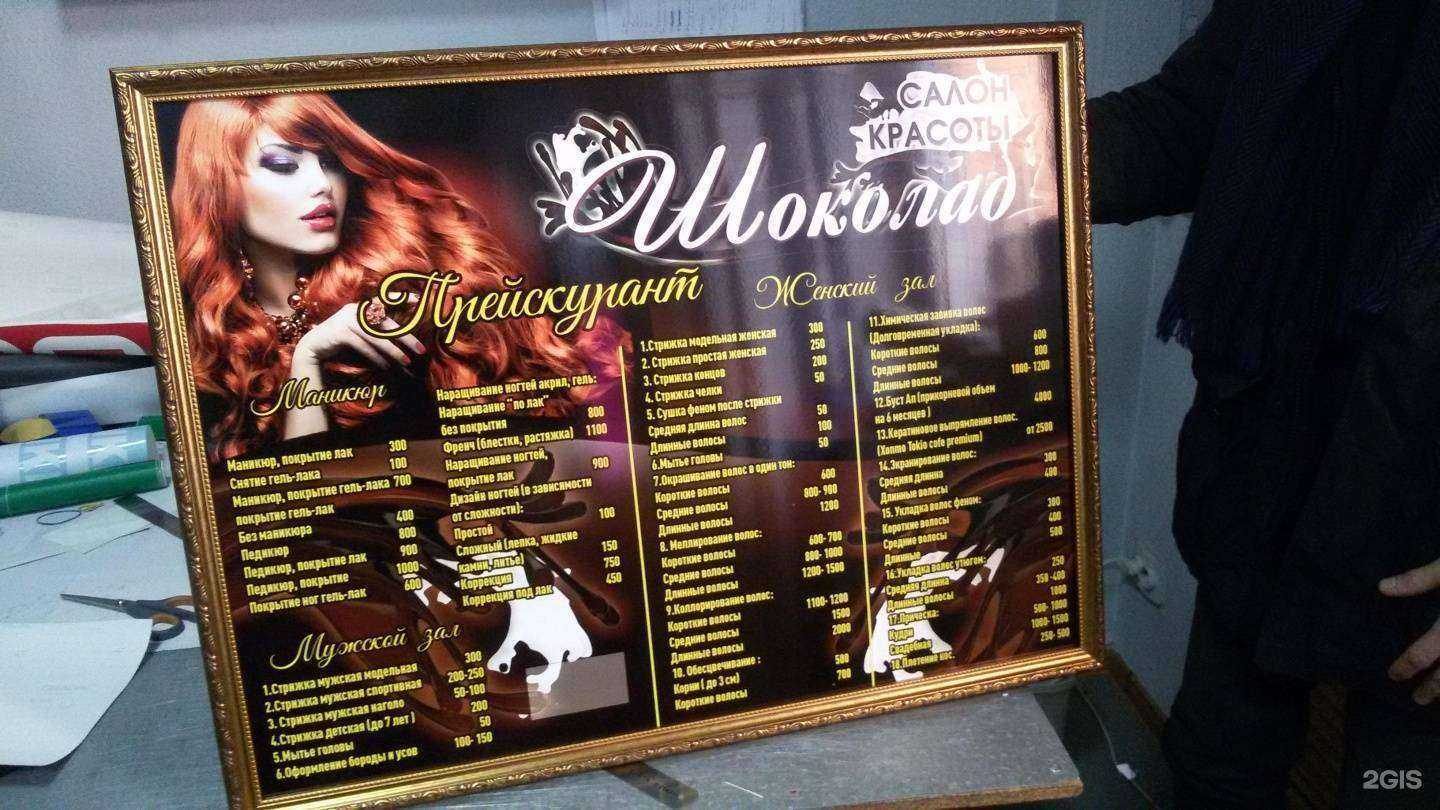 САЛОН
КРАСОТЫ
Шоколад
Прейскурант
Маникюр
Маникюр, покрытие лак 300
Снятие гель-лака 100
Маникюр, покрытие гель-лака 700
покрытие гель-лак
Без маникюра 400
Педикюр 800
Педикюр, покрытие лак 900
Педикюр, покрытие 1000
Покрытие ног гель-лак 600
Наращивание ногтей акрил, гель:
Наращивание "по лак"
без покрытия 800
Френч (блестки, растяжка) 1100
Наращивание ногтей,
покрытие лак 900
Дизайн ногтей (в зависимости
от сложности):
Простой 100
Сложный (лепка, жидкие
камни, литье) 150
Коррекция 750
Коррекция под лак 450
Мужской зал
1.Стрижка мужская модельная 300
2.Стрижка мужская спортивная 200-250
3. Стрижка мужская наголо 50-100
4.Стрижка детская (до 7 лет) 200
5.Мытье головы 50
6.Оформление бороды и усов 100-150
Женский зал
1.Стрижка модельная женская 300
2. Стрижка простая женская 250
3. Стрижка концов 200
4. Стрижка челки 50
5. Сушка феном после стрижки
Средняя длинна волос 50
Длинные волосы 100
6.Мытье головы 50
7.Окрашивание волос в один тон:
Короткие волосы 600
Средние волосы 800-900
Длинные волосы 1200
8. Меллирование волос:
Короткие волосы 600-700
Средние волосы 800-1000
Длинные волосы 1200-1500
9.Коллорирование волос:
Короткие волосы 1100-1200
Средние волосы 1500
Длинные волосы 2000
10. Обесцвечивание :
Корни ( до 3 см) 500
Короткие волосы 700
11.Химическая завивка волос
(Долговременная укладка):
Короткие волосы 600
Средние волосы 800
Длинные волосы 1000-1200
12.Буст Ап (прикорневой объем
на 6 месяцев ) 4000
13.Кератиновое выпрямление волос.
(Xonmo Tokio cofe premium) от 2500
14.Экранирование волос:
Средняя длинна 300
Длинные волосы 400
15. Укладка волос феном:
Короткие волосы 300
Средние волосы 400
Длинные 500
16.Укладка волос утюгом:
Средняя длинна 250
Длинные волосы 350-400
17.Прическа: 1000
Кудри 500-1000
Свадебная 1000-1500
18.Плетение кос. 250-500
2GIS